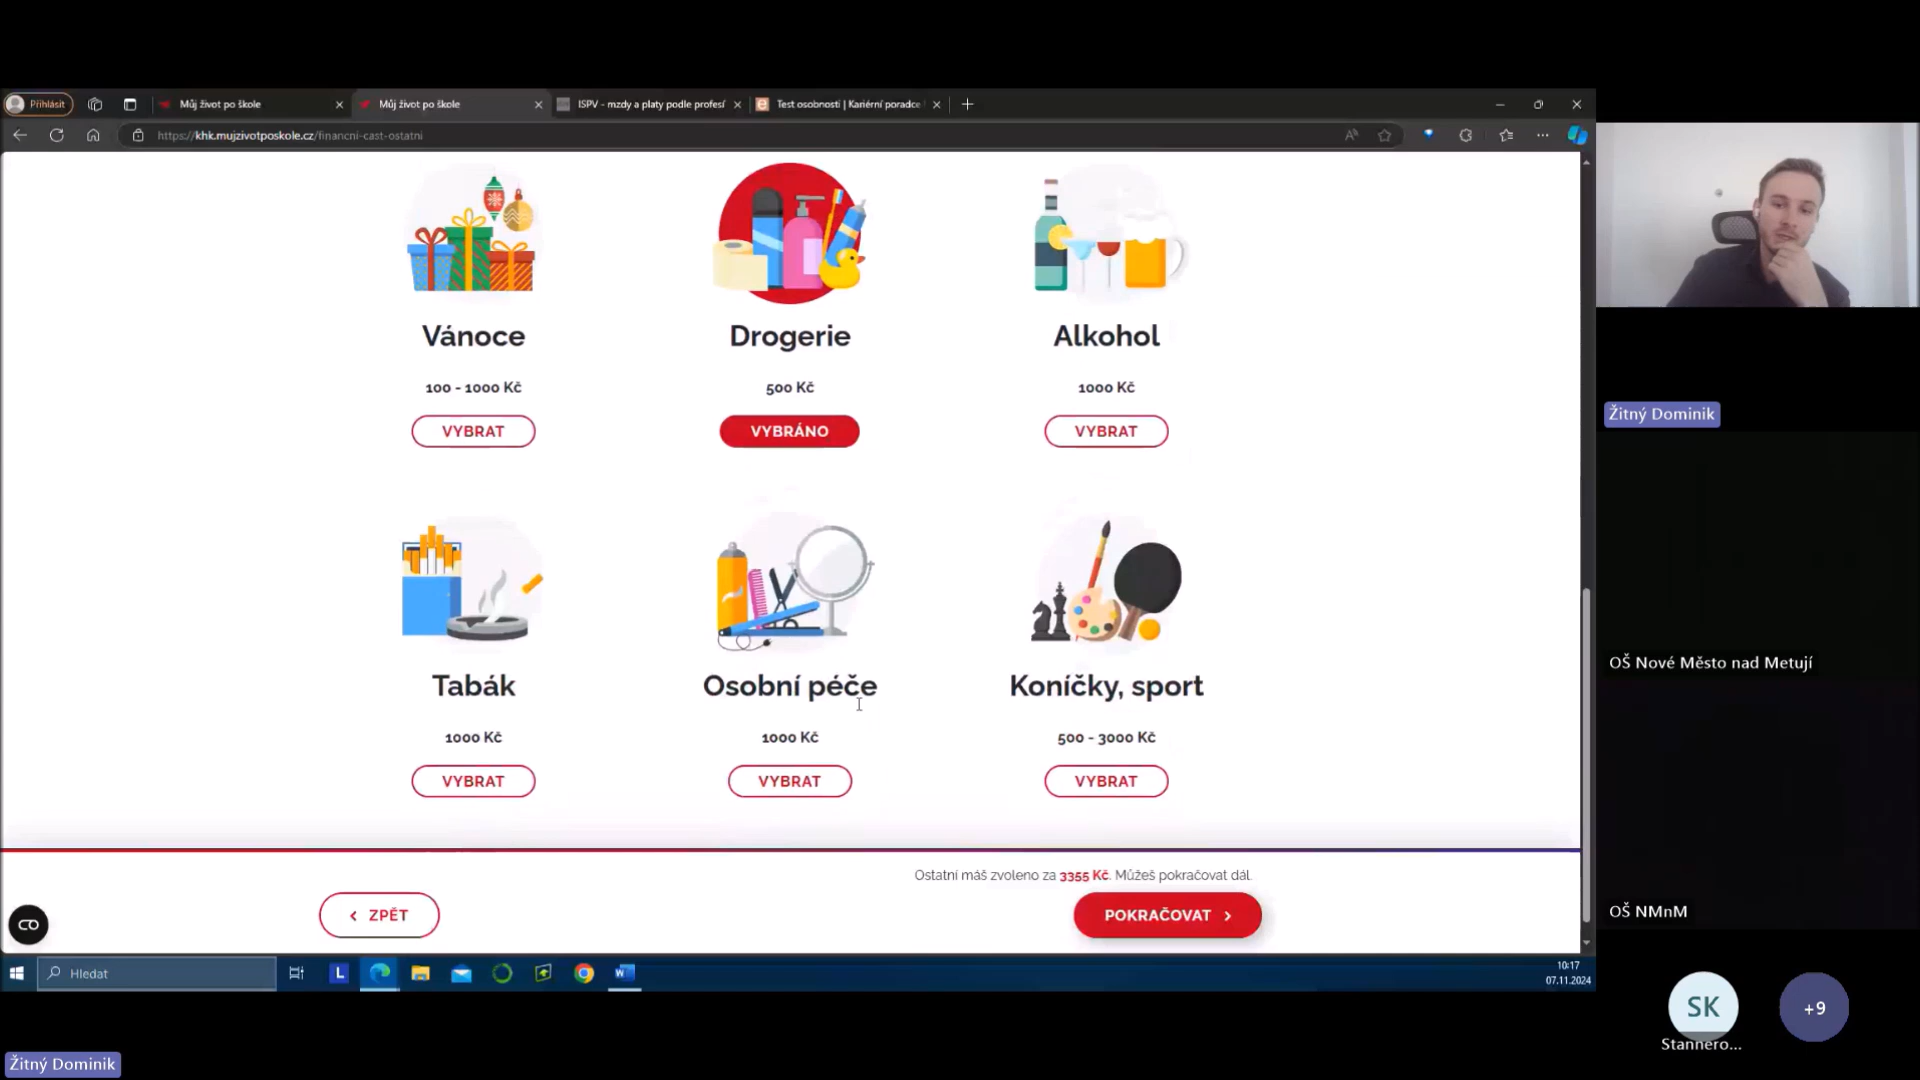 Přihlásit
Můj život po škole
Můj život po škole
ISPV - mzdy a platy podle profesí
Test osobnosti | Kariérní poradce
https://khk.mujzivotposkole.cz/financni-cast-ostatni
Vánoce
100 - 1000 Kč
VYBRAT
Drogerie
500 Kč
VYBRÁNO
Alkohol
1000 Kč
VYBRAT
Tabák
1000 Kč
VYBRAT
Osobní péče
1000 Kč
VYBRAT
Koníčky, sport
500 - 3000 Kč
VYBRAT
Ostatní máš zvoleno za 3355 Kč. Můžeš pokračovat dál.
ZPĚT
POKRAČOVAT
Hledat
L
10:17
07.11.2024
Žitný Dominik
OŠ Nové Město nad Metují
OŠ NMnM
SK
+9
Stannero...
Žitný Dominik